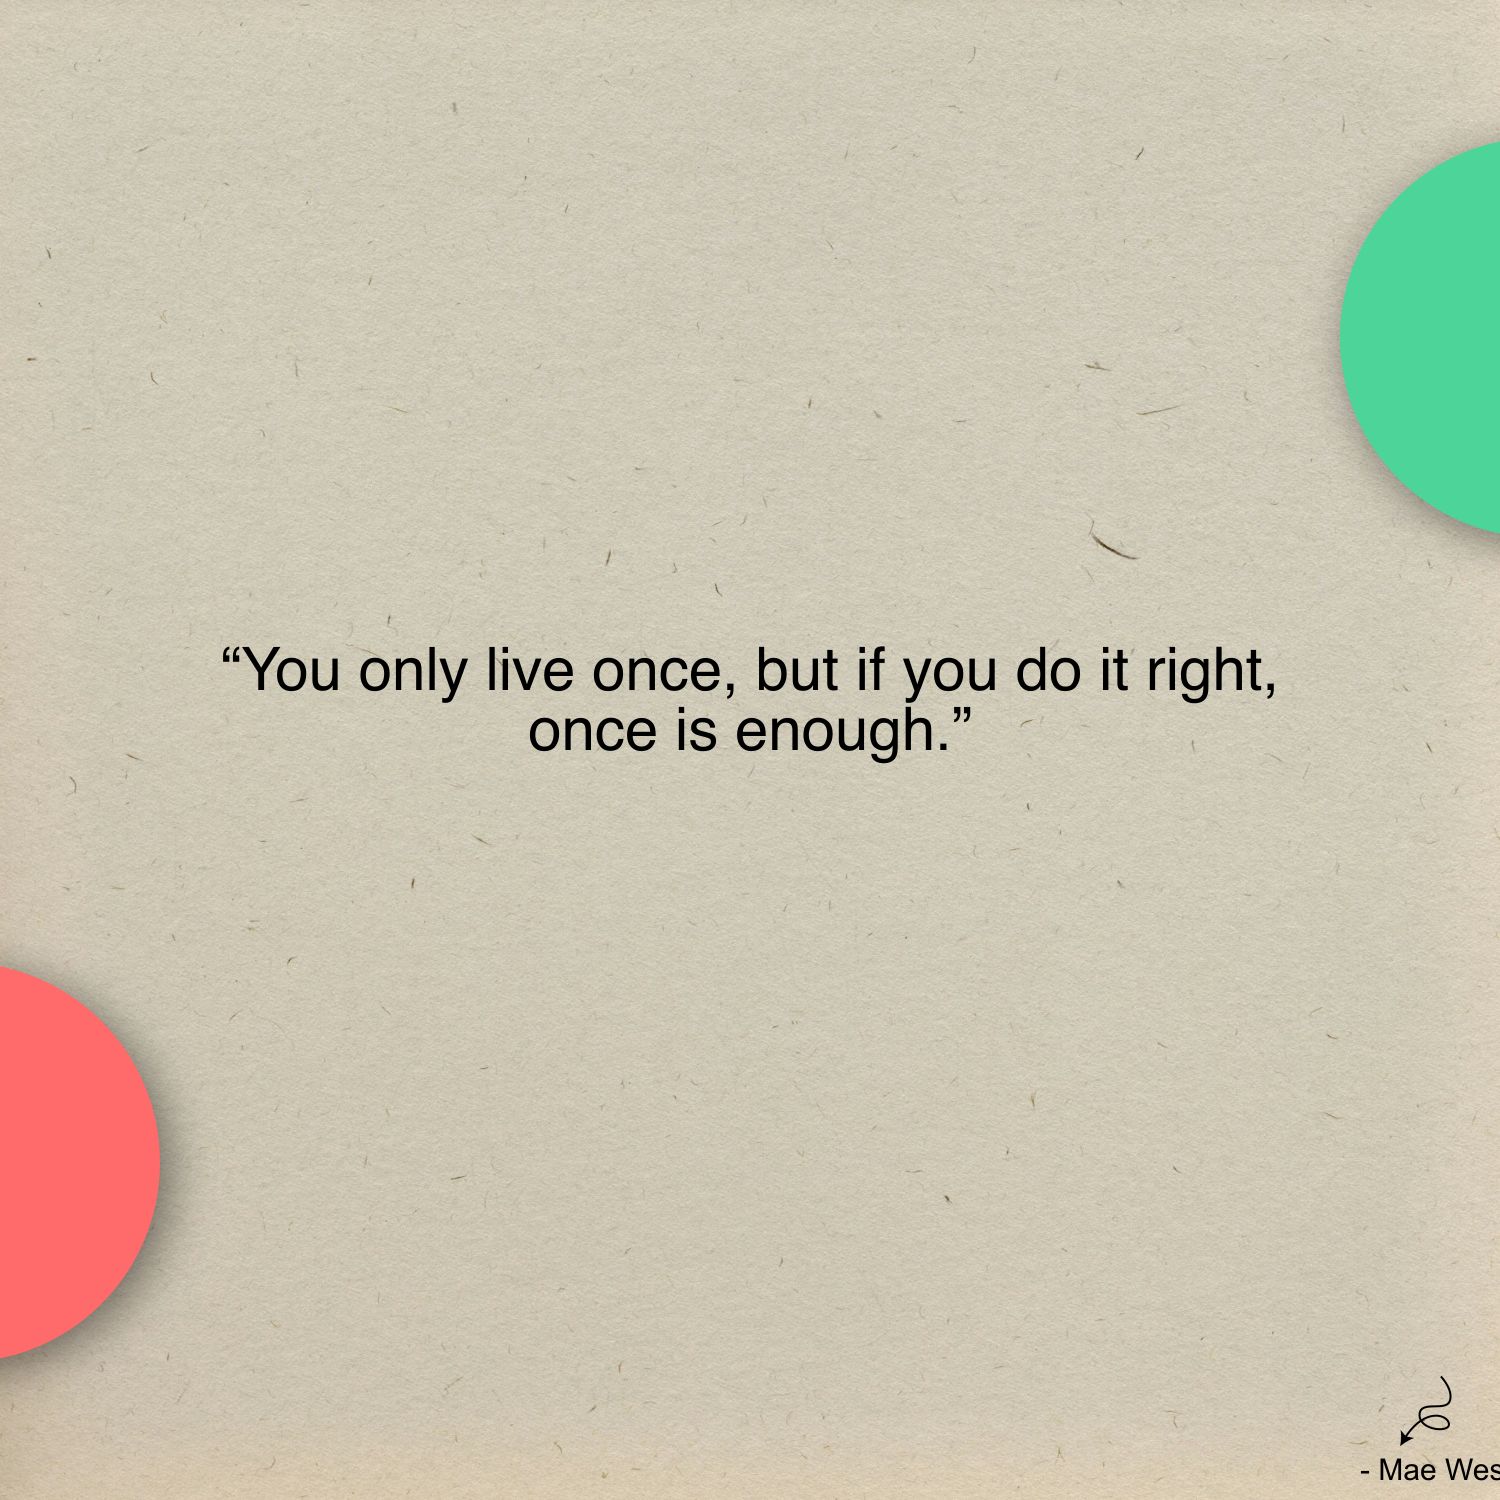 “You only live once, but if you do it right,
once is enough.”
- Mae Wes